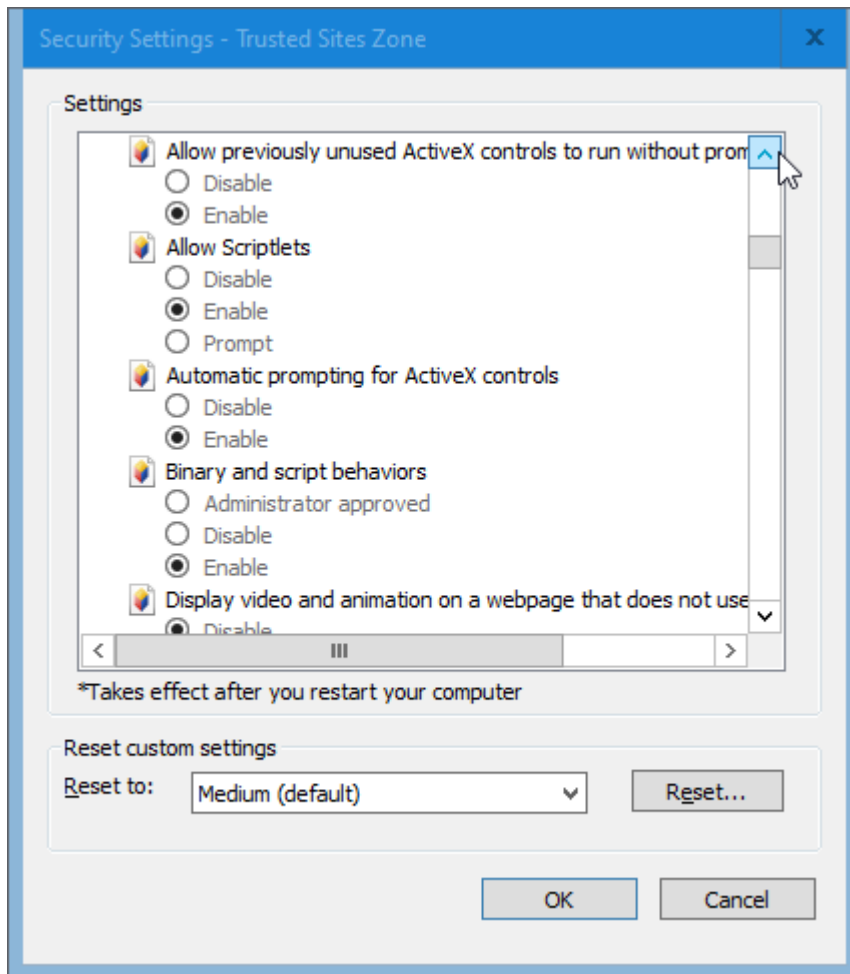 Security Settings - Trusted Sites Zone
Settings
Allow previously unused ActiveX controls to run without prom
Disable
Enable
Allow Scriptlets
Disable
Enable
Prompt
Automatic prompting for ActiveX controls
Disable
Enable
Binary and script behaviors
Administrator approved
Disable
Enable
Display video and animation on a webpage that does not use
Disable
*Takes effect after you restart your computer
Reset custom settings
Reset to:
Medium (default)
Reset...
OK
Cancel